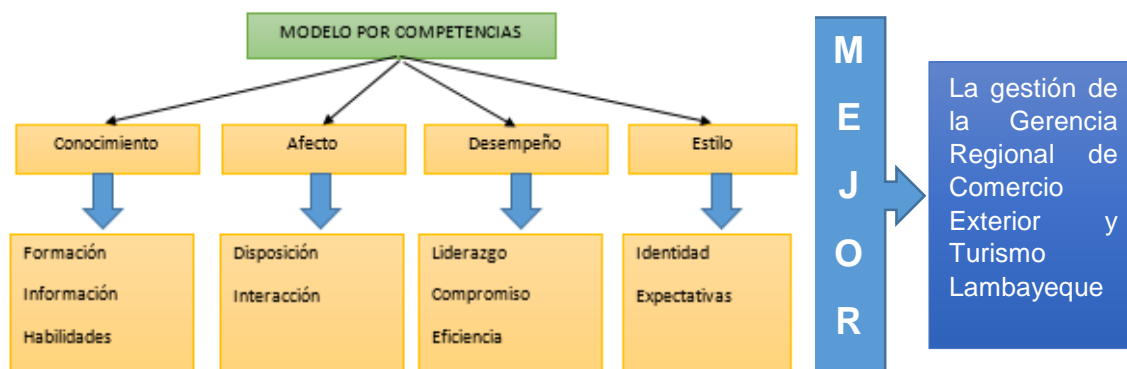 MODELO POR COMPETENCIAS
Conocimiento
Afecto
Desempeño
Estilo
Formación
Información
Habilidades
Disposición
Interacción
Liderazgo
Compromiso
Eficiencia
Identidad
Expectativas
M
E
J
O
R
La gestión de
la Gerencia
Regional de
Comercio
Exterior y
Turismo
Lambayeque